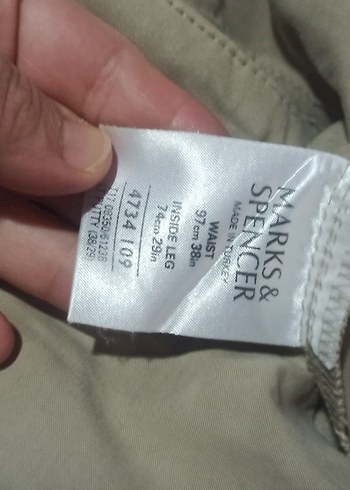 MARKS &
SPENCER
MADE IN TURKEY
WAIST
97cm 38in
INSIDE LEG
74cm 29in
4734 109